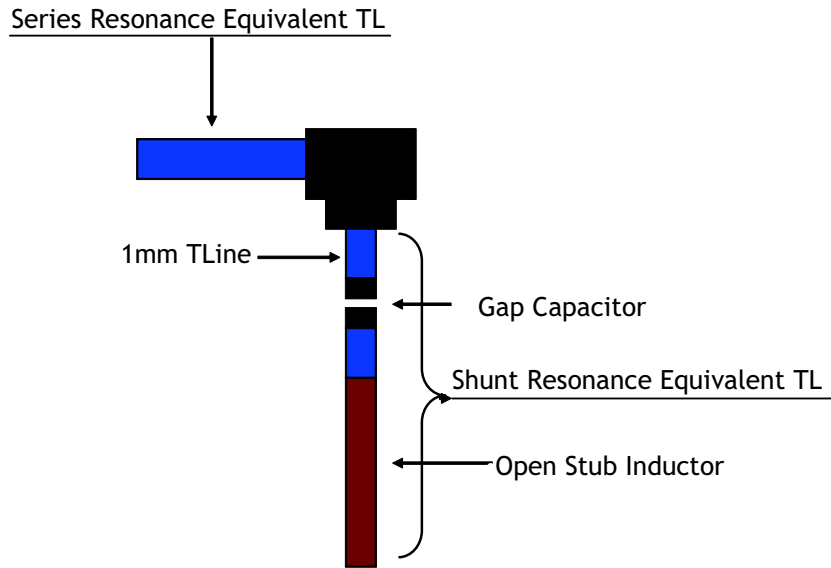 Series Resonance Equivalent TL
1mm TLine
Gap Capacitor
Shunt Resonance Equivalent TL
Open Stub Inductor